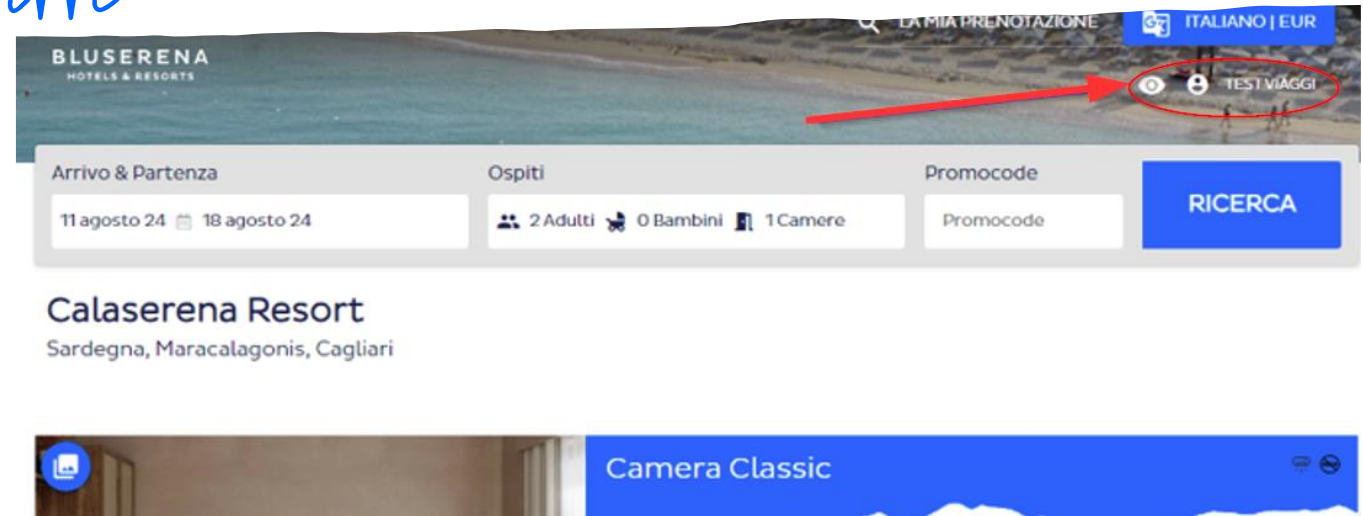 LA MIA PRENOTAZIONE
ITALIANO | EUR
BLUSERENA
HOTELS & RESORTS
TEST VIAGGI
Arrivo & Partenza
Ospiti
Promocode
11 agosto 24 18 agosto 24
2 Adulti 0 Bambini 1 Camere
Promocode
RICERCA
Calaserena Resort
Sardegna, Maracalagonis, Cagliari
Camera Classic